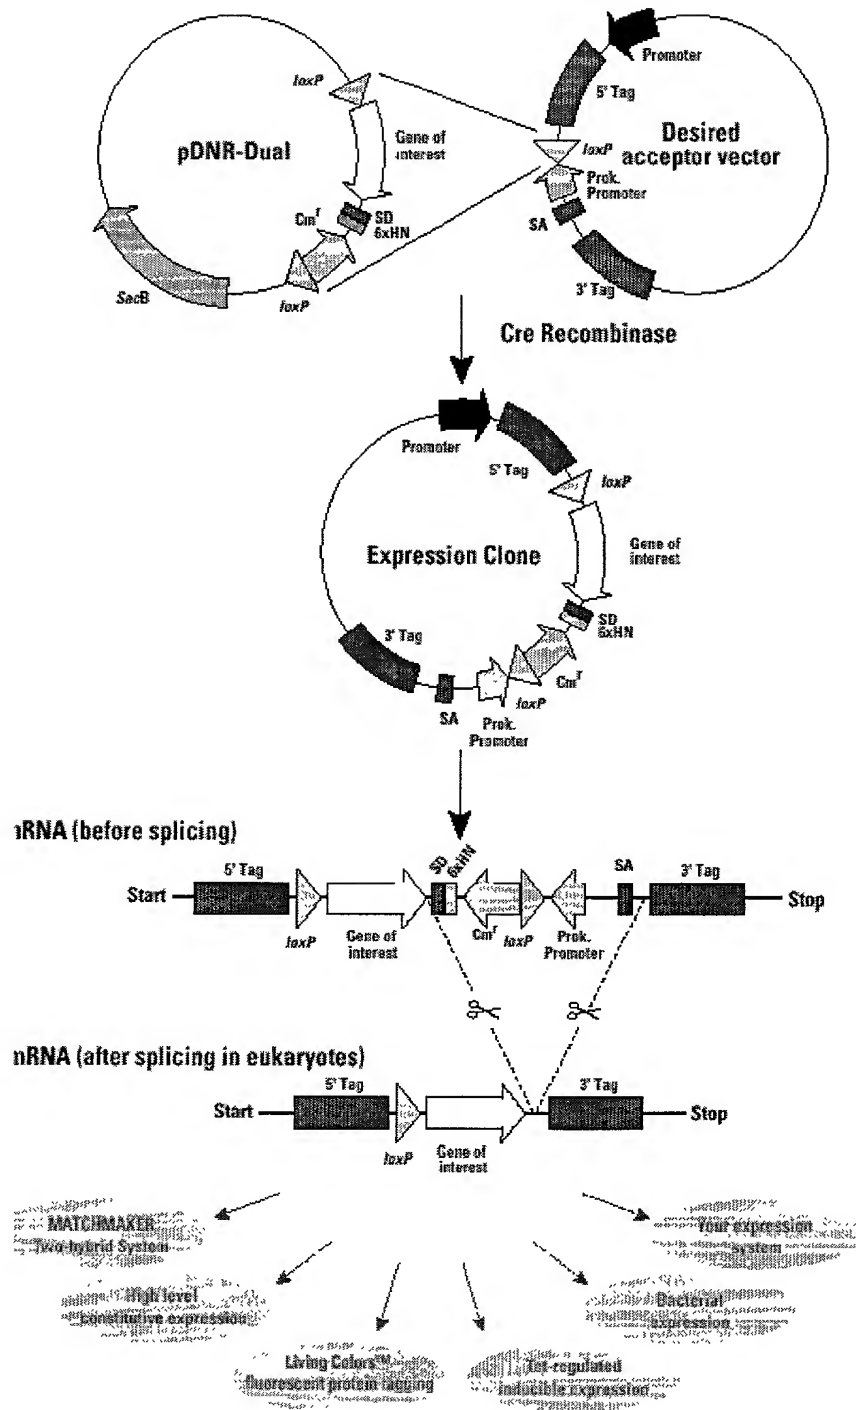 loxP
Gene of
interest
pDNR-Dual
Cmʳ
SD
6xHN
SacB
loxP
Promoter
5' Tag
Desired
acceptor vector
loxP
Prok.
Promoter
SA
3' Tag
Cre Recombinase
Promoter
5' Tag
loxP
Expression Clone
Gene of
interest
SD
6xHN
3' Tag
Cmʳ
loxP
SA
Prok.
Promoter
nRNA (before splicing)
5' Tag
SD
6xHN
SA
3' Tag
Start
Stop
loxP
Gene of
interest
Cmʳ
loxP
Prok.
Promoter
nRNA (after splicing in eukaryotes)
5' Tag
3' Tag
Start
Stop
loxP
Gene of
interest
MATCHMAKER
Two-hybrid System
Your expression
system
High level
constitutive expression
Bacterial
expression
Living Colors™
fluorescent protein tagging
Tet-regulated
inducible expression